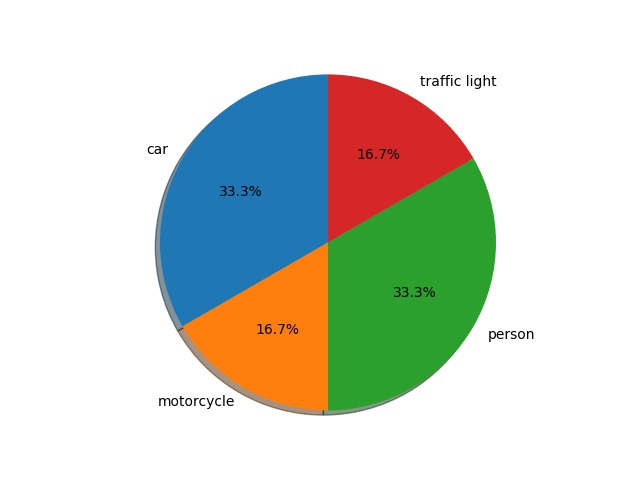 traffic light
car
16.7%
33.3%
33.3%
16.7%
person
motorcycle